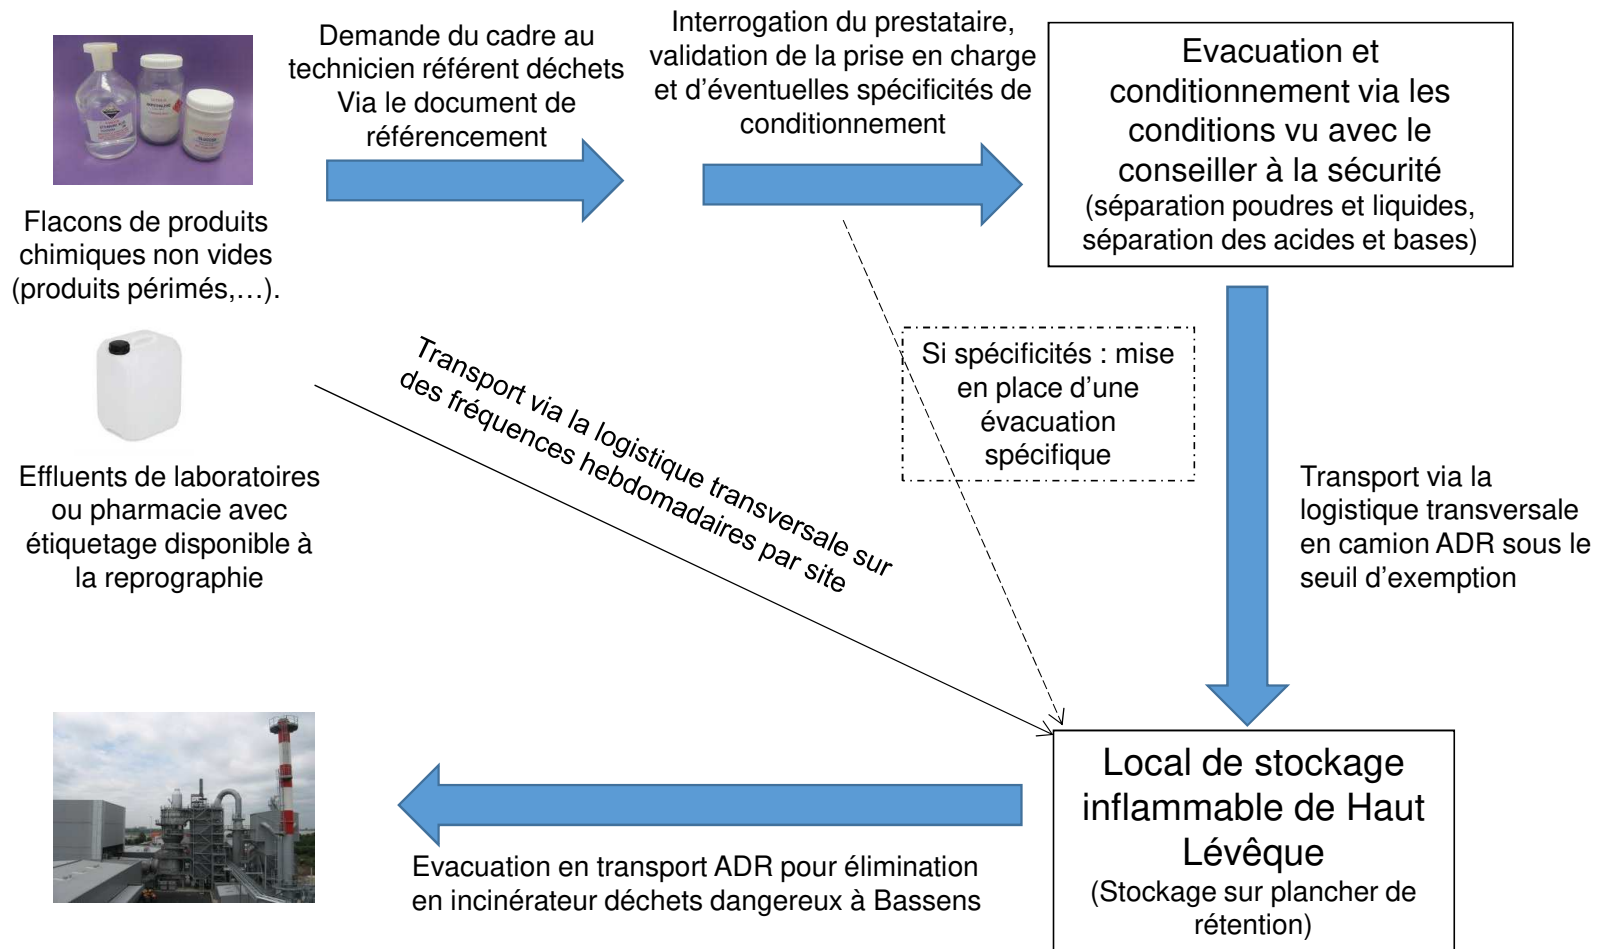 Demande du cadre au
technicien référent déchets
Via le document de
référencement
Interrogation du prestataire,
validation de la prise en charge
et d'éventuelles spécificités de
conditionnement
Evacuation et
conditionnement via les
conditions vu avec le
conseiller à la sécurité
(séparation poudres et liquides,
séparation des acides et bases)
Flacons de produits
chimiques non vides
(produits périmés,…).
Transport via la logistique transversale sur
des fréquences hebdomadaires par site
Si spécificités : mise
en place d'une
évacuation
spécifique
Effluents de laboratoires
ou pharmacie avec
étiquetage disponible à
la reprographie
Transport via la
logistique transversale
en camion ADR sous le
seuil d'exemption
Local de stockage
inflammable de Haut
Lévêque
(Stockage sur plancher de
rétention)
Evacuation en transport ADR pour élimination
en incinérateur déchets dangereux à Bassens